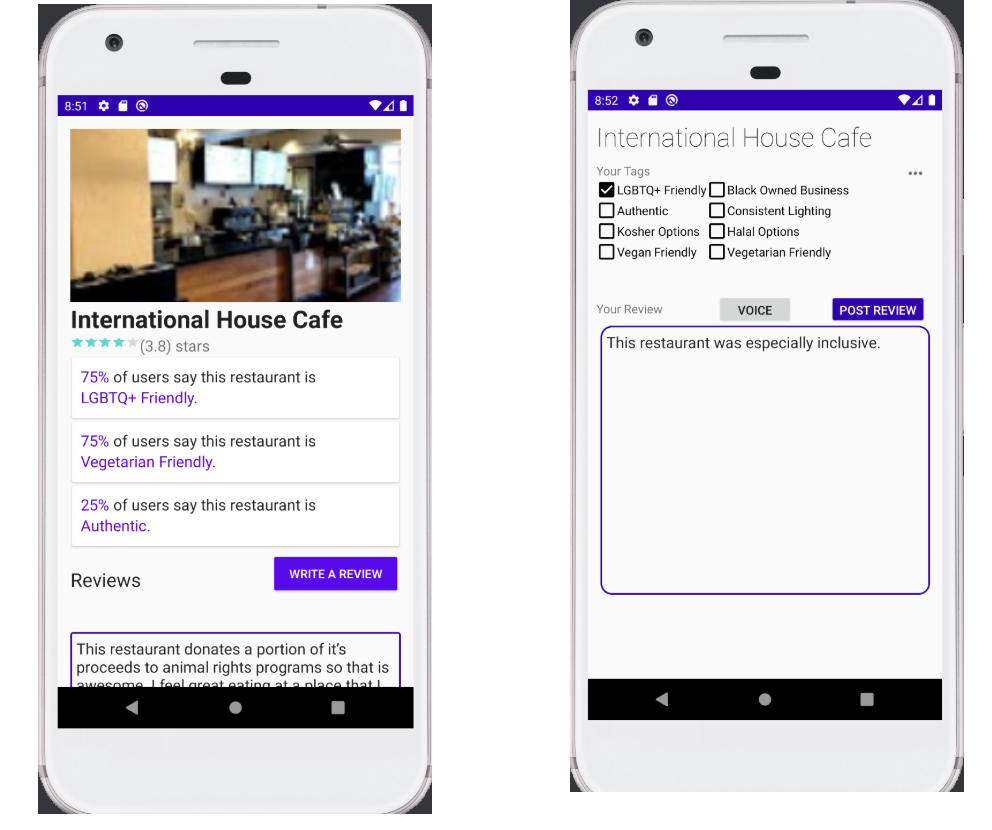 8:51
International House Cafe
(3.8) stars
75% of users say this restaurant is
LGBTQ+ Friendly.
75% of users say this restaurant is
Vegetarian Friendly.
25% of users say this restaurant is
Authentic.
Reviews
WRITE A REVIEW
This restaurant donates a portion of it's
proceeds to animal rights programs so that is
awesome. I feel great eating at a place that I
8:52
International House Cafe
Your Tags
LGBTQ+ Friendly
Black Owned Business
Authentic
Consistent Lighting
Kosher Options
Halal Options
Vegan Friendly
Vegetarian Friendly
Your Review
VOICE
POST REVIEW
This restaurant was especially inclusive.